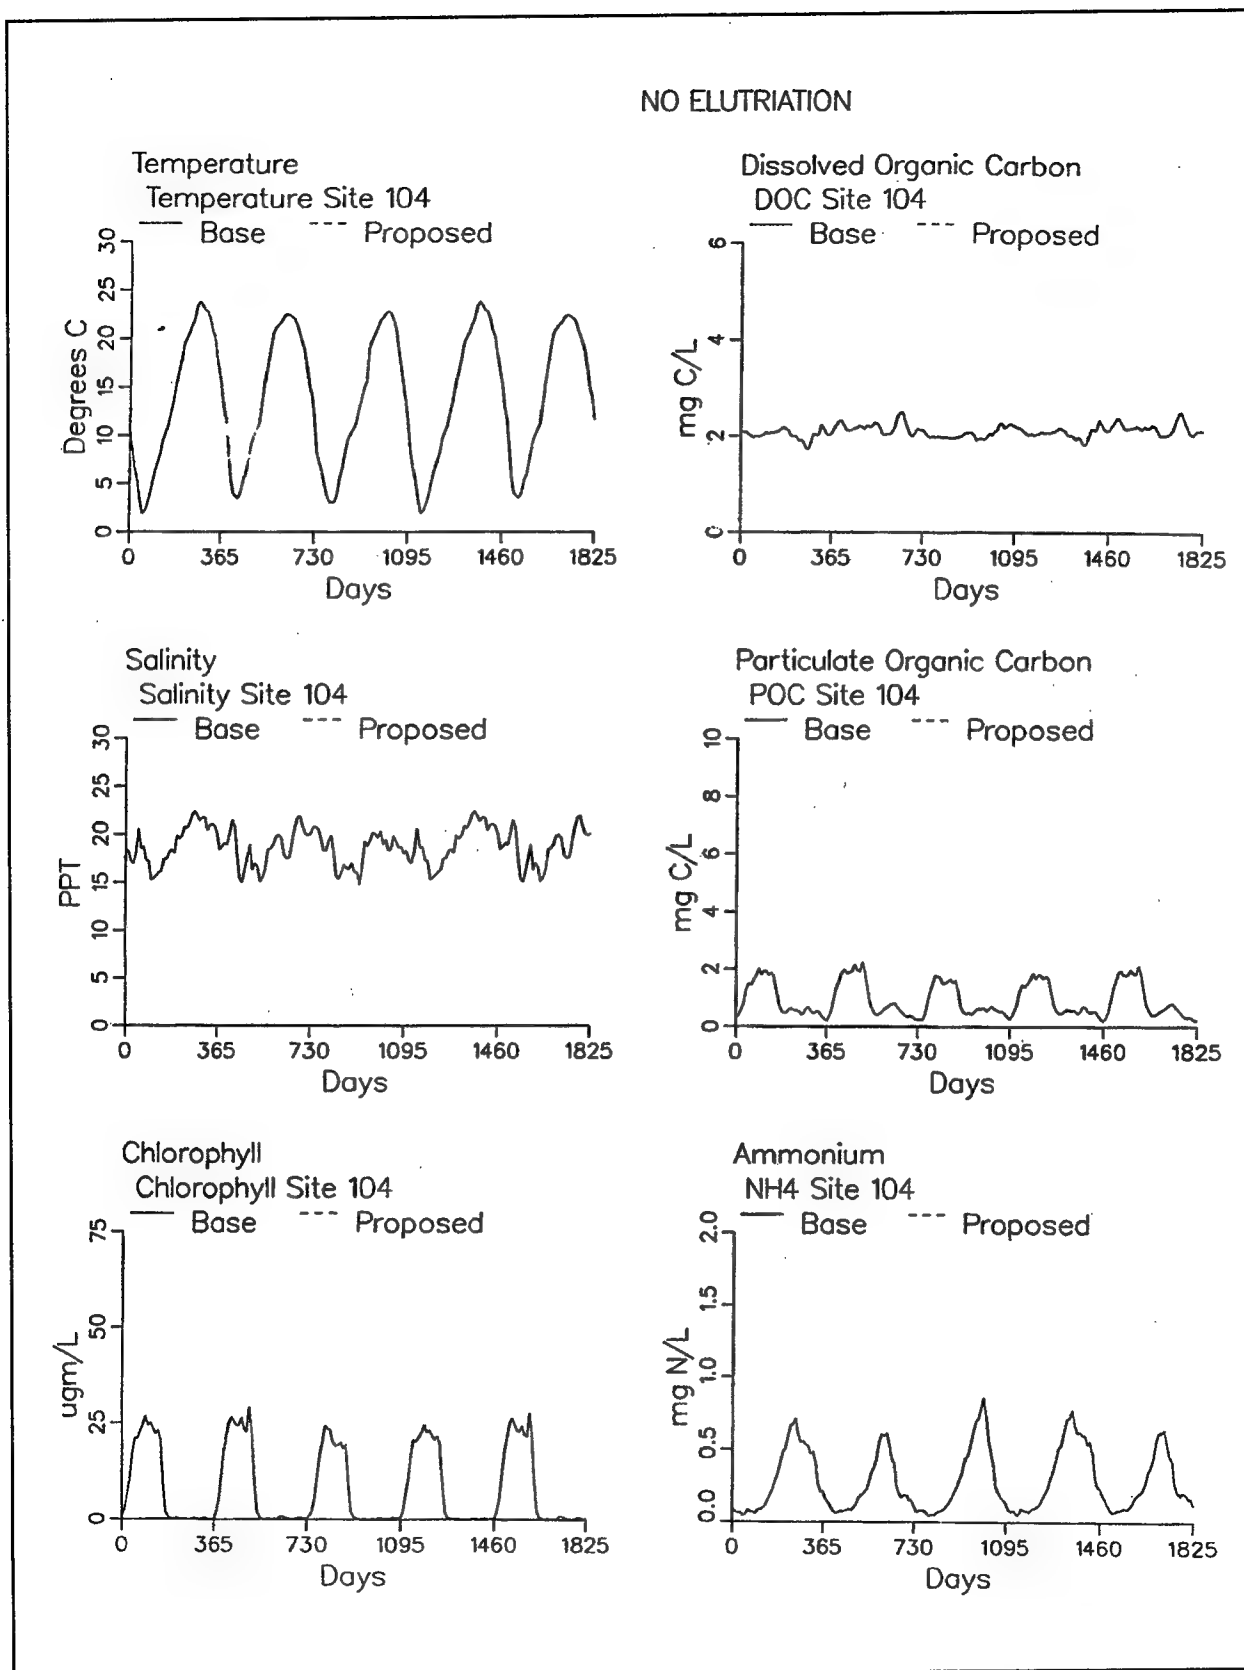 NO ELUTRIATION
Temperature
Temperature Site 104
Base Proposed
30
25
20
15
10
5
0
Degrees C
0 365 730 1095 1460 1825
Days
Dissolved Organic Carbon
DOC Site 104
Base Proposed
6
4
2
0
mg C/L
0 365 730 1095 1460 1825
Days
Salinity
Salinity Site 104
Base Proposed
30
25
20
15
10
5
0
PPT
0 365 730 1095 1460 1825
Days
Particulate Organic Carbon
POC Site 104
Base Proposed
10
8
6
4
2
0
mg C/L
0 365 730 1095 1460 1825
Days
Chlorophyll
Chlorophyll Site 104
Base Proposed
75
50
25
0
ugm/L
0 365 730 1095 1460 1825
Days
Ammonium
NH4 Site 104
Base Proposed
2.0
1.5
1.0
0.5
0.0
mg N/L
0 365 730 1095 1460 1825
Days